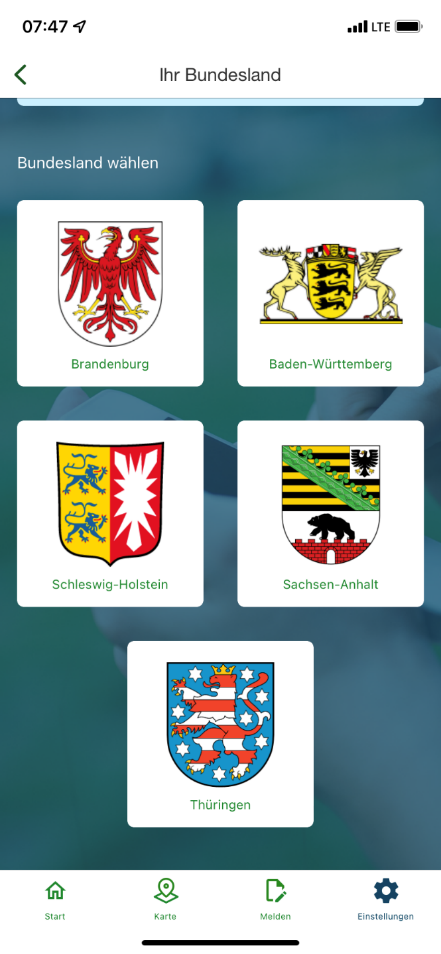 07:47
LTE
Ihr Bundesland
Bundesland wählen
Brandenburg
Baden-Württemberg
Schleswig-Holstein
Sachsen-Anhalt
Thüringen
Start
Karte
Melden
Einstellungen